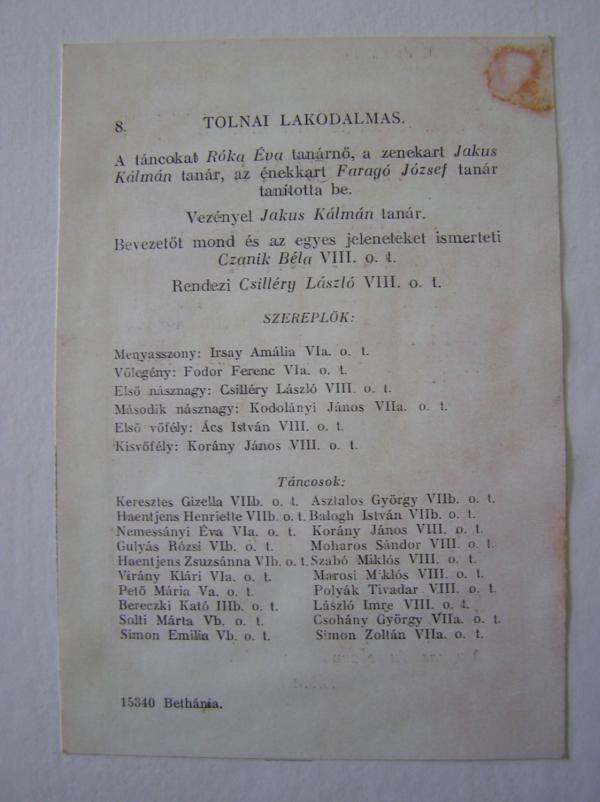 8. TOLNAI LAKODALMAS.
A táncokat Róka Éva tanárnő, a zenekart Jakus
Kálmán tanár, az énekkart Faragó József tanár
tanította be.
Vezényel Jakus Kálmán tanár.
Bevezetőt mond és az egyes jeleneteket ismerteti
Czanik Béla VIII. o. t.
Rendezi Csilléry László VIII. o. t.
SZEREPLŐK:
Menyasszony: Irsay Amália VIa. o. t.
Vőlegény: Fodor Ferenc VIa. o. t.
Első násznagy: Csilléry László VIII. o. t.
Második násznagy: Kodolányi János VIIa. o. t.
Első vőfély: Ács István VIII. o. t.
Kisvőfély: Korány János VIII. o. t.
Táncosok:
Keresztes Gizella VIIb. o. t. Asztalos György VIIb. o. t.
Haentjens Henriette VIIb. o. t. Balogh István VIIb. o. t.
Nemessányi Éva VIa. o. t. Korány János VIII. o. t.
Gulyás Rózsi VIb. o. t. Moharos Sándor VIII. o. t.
Haentjens Zsuzsánna VIb. o. t. Szabó Miklós VIII. o. t.
Virány Klári VIa. o. t. Marosi Miklós VIII. o. t.
Pető Mária Va. o. t. Polyák Tivadar VIII. o. t.
Bereczki Kató IIIb. o. t. László Imre VIII. o. t.
Solti Márta Vb. o. t. Csohány György VIIa. o. t.
Simon Emilia Vb. o. t. Simon Zoltán VIIa. o. t.
15340 Bethánia.